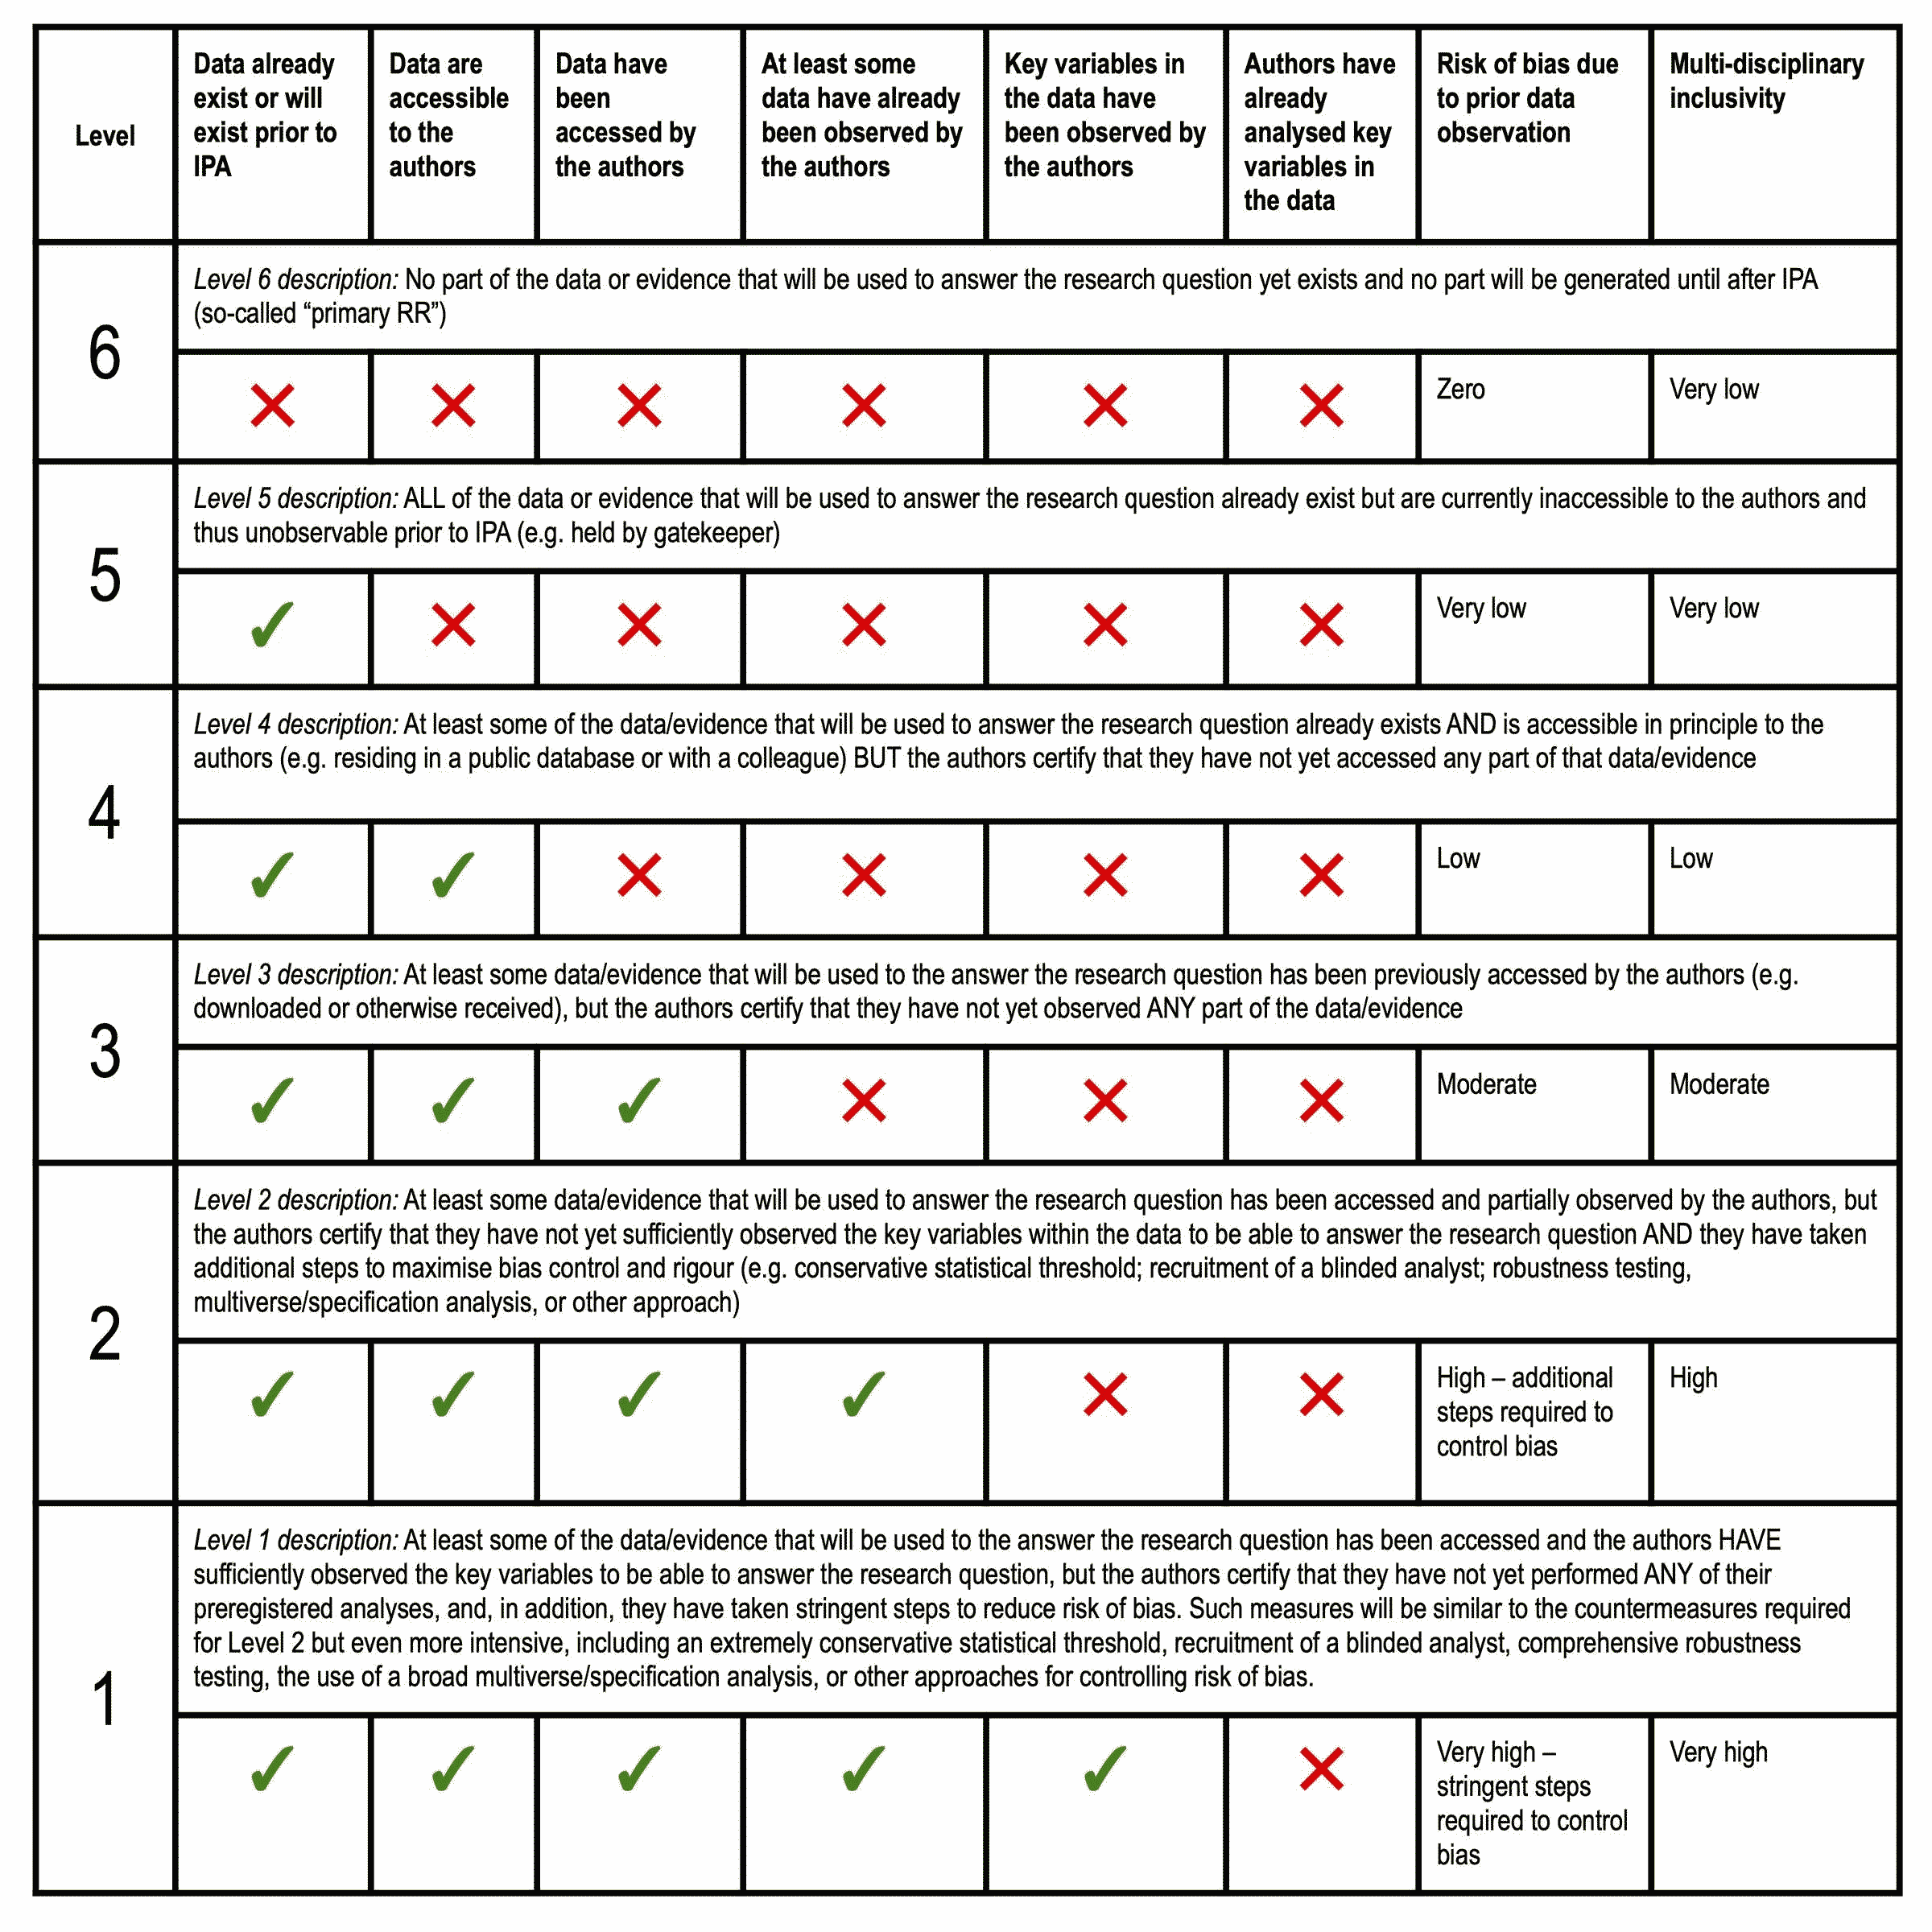 Level
Data already
exist or will
exist prior to
IPA
Data are
accessible
to the
authors
Data have
been
accessed by
the authors
At least some
data have already
been observed by
the authors
Key variables in
the data have
been observed by
the authors
Authors have
already
analysed key
variables in
the data
Risk of bias due
to prior data
observation
Multi-disciplinary
inclusivity
6
Level 6 description: No part of the data or evidence that will be used to answer the research question yet exists and no part will be generated until after IPA
(so-called “primary RR”)
✕ ✕ ✕ ✕ ✕ ✕ Zero Very low
5
Level 5 description: ALL of the data or evidence that will be used to answer the research question already exist but are currently inaccessible to the authors and
thus unobservable prior to IPA (e.g. held by gatekeeper)
✓ ✕ ✕ ✕ ✕ ✕ Very low Very low
4
Level 4 description: At least some of the data/evidence that will be used to answer the research question already exists AND is accessible in principle to the
authors (e.g. residing in a public database or with a colleague) BUT the authors certify that they have not yet accessed any part of that data/evidence
✓ ✓ ✕ ✕ ✕ ✕ Low Low
3
Level 3 description: At least some data/evidence that will be used to the answer the research question has been previously accessed by the authors (e.g.
downloaded or otherwise received), but the authors certify that they have not yet observed ANY part of the data/evidence
✓ ✓ ✓ ✕ ✕ ✕ Moderate Moderate
2
Level 2 description: At least some data/evidence that will be used to answer the research question has been accessed and partially observed by the authors, but
the authors certify that they have not yet sufficiently observed the key variables within the data to be able to answer the research question AND they have taken
additional steps to maximise bias control and rigour (e.g. conservative statistical threshold; recruitment of a blinded analyst; robustness testing,
multiverse/specification analysis, or other approach)
✓ ✓ ✓ ✓ ✕ ✕
High – additional
steps required to
control bias
High
1
Level 1 description: At least some of the data/evidence that will be used to the answer the research question has been accessed and the authors HAVE
sufficiently observed the key variables to be able to answer the research question, but the authors certify that they have not yet performed ANY of their
preregistered analyses, and, in addition, they have taken stringent steps to reduce risk of bias. Such measures will be similar to the countermeasures required
for Level 2 but even more intensive, including an extremely conservative statistical threshold, recruitment of a blinded analyst, comprehensive robustness
testing, the use of a broad multiverse/specification analysis, or other approaches for controlling risk of bias.
✓ ✓ ✓ ✓ ✓ ✕
Very high –
stringent steps
required to control
bias
Very high